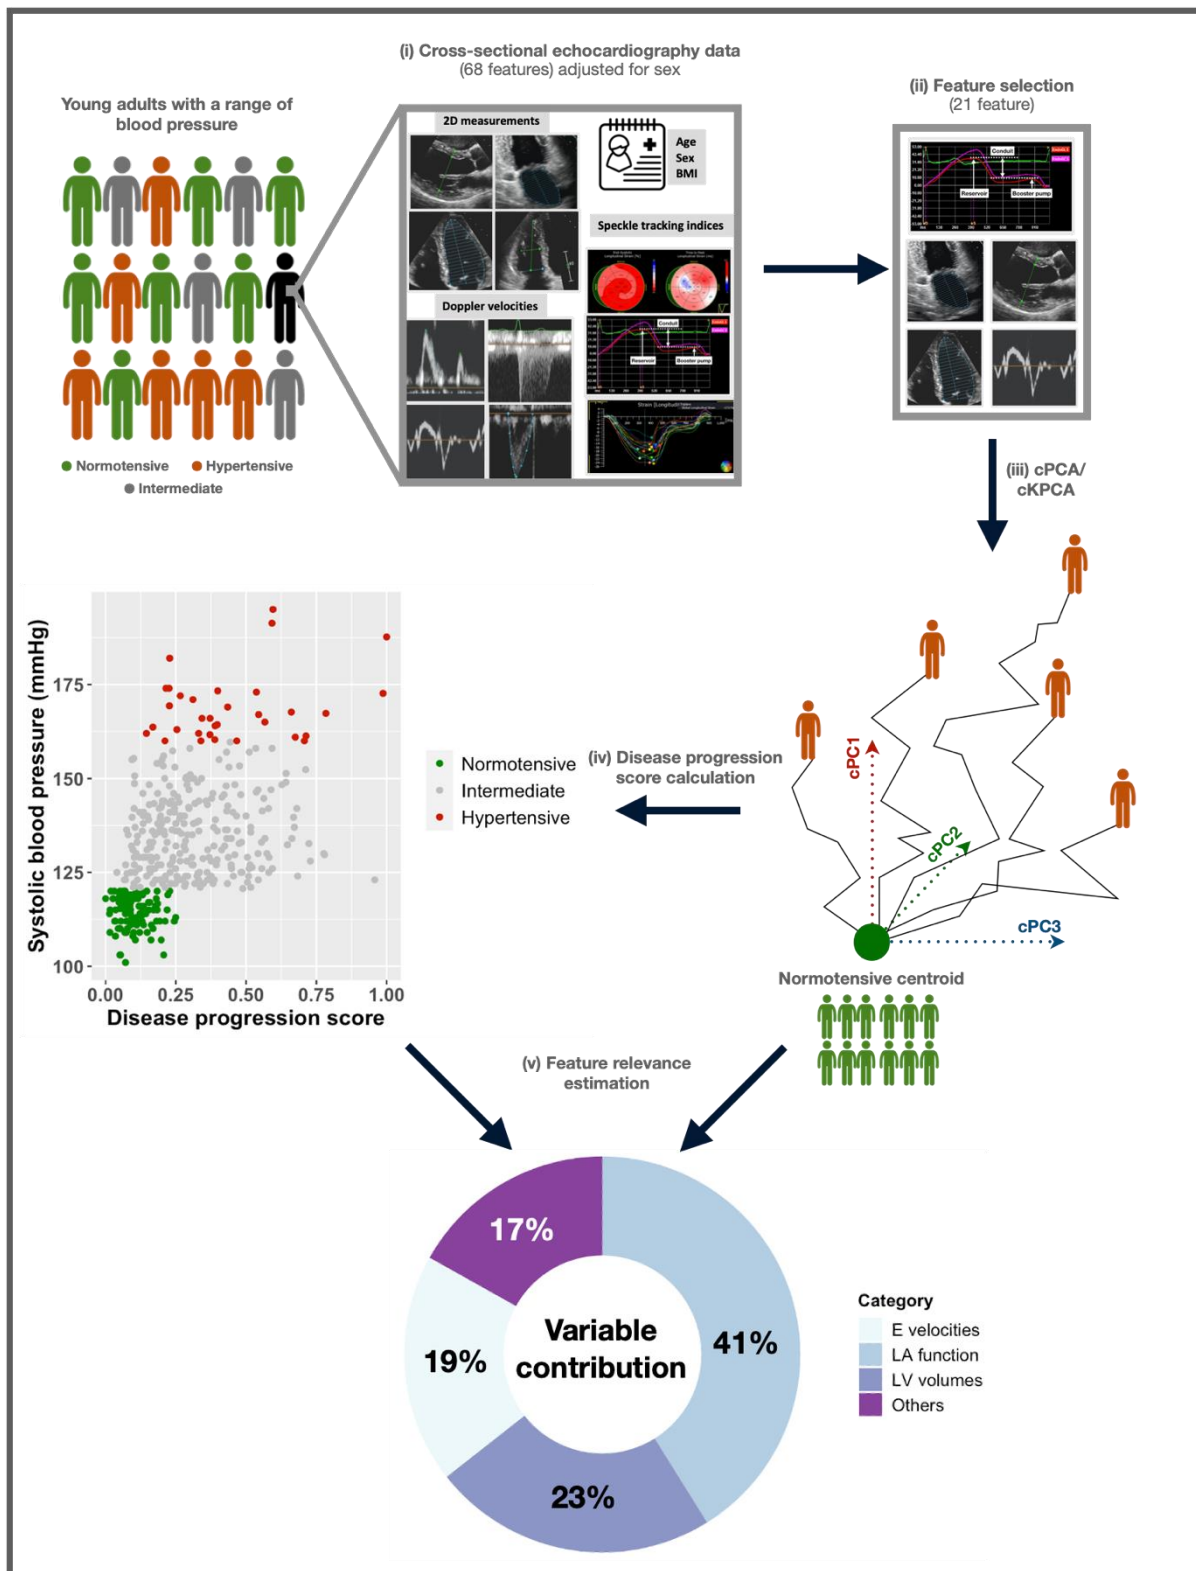 (i) Cross-sectional echocardiography data
(68 features) adjusted for sex
(ii) Feature selection
(21 feature)
Young adults with a range of
blood pressure
2D measurements
Age
Sex
BMI
Speckle tracking indices
Doppler velocities
Conduit
Reservoir
Booster pump
Conduit
Reservoir
Booster pump
Normotensive
Hypertensive
Intermediate
(iii) cPCA/
cKPCA
Systolic blood pressure (mmHg)
175
150
125
100
0.00
0.25
0.50
0.75
1.00
Disease progression score
Normotensive
Intermediate
Hypertensive
(iv) Disease progression
score calculation
cPC1
cPC2
cPC3
Normotensive centroid
(v) Feature relevance
estimation
17%
41%
19%
23%
Variable
contribution
Category
E velocities
LA function
LV volumes
Others